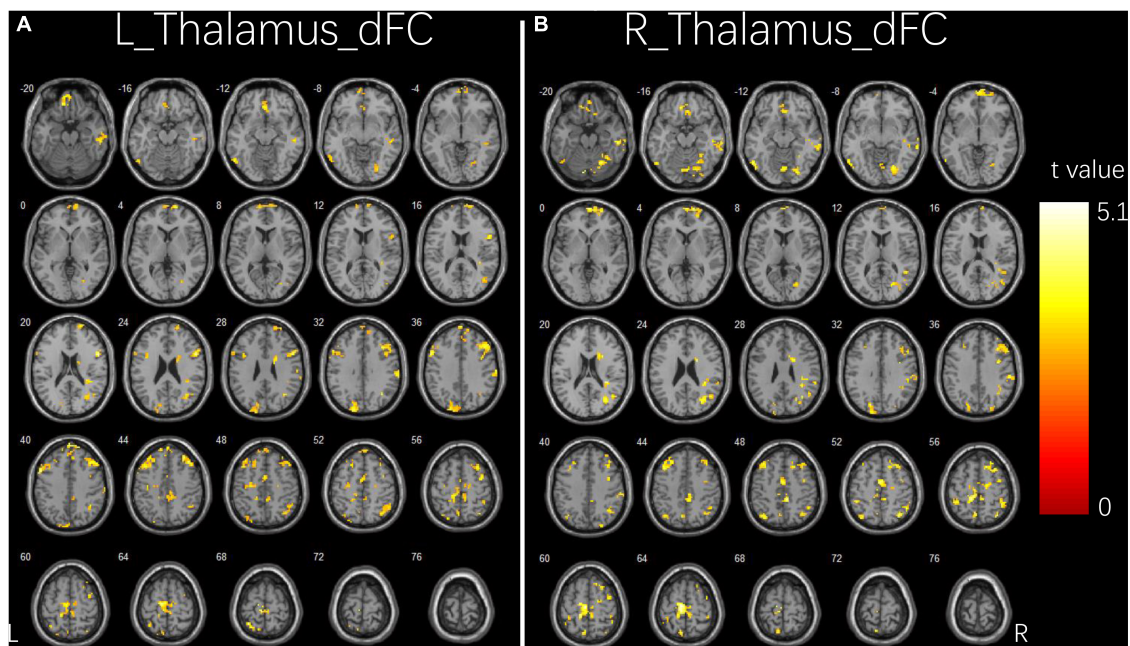 A L_Thalamus_dFC
-20 -16 -12 -8 -4
0 4 8 12 16
20 24 28 32 36
40 44 48 52 56
60 64 68 72 76
L
B R_Thalamus_dFC
-20 -16 -12 -8 -4
0 4 8 12 16
20 24 28 32 36
40 44 48 52 56
60 64 68 72 76
R
t value
5.1
0